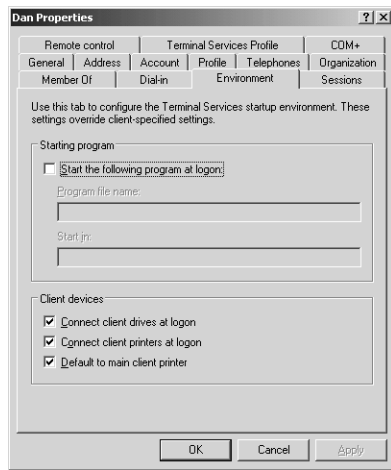 Dan Properties
Remote control Terminal Services Profile COM+
General Address Account Profile Telephones Organization
Member Of Dial-in Environment Sessions
Use this tab to configure the Terminal Services startup environment. These
settings override client-specified settings.
Starting program
Start the following program at logon:
Program file name:
Start in:
Client devices
Connect client drives at logon
Connect client printers at logon
Default to main client printer
OK Cancel Apply